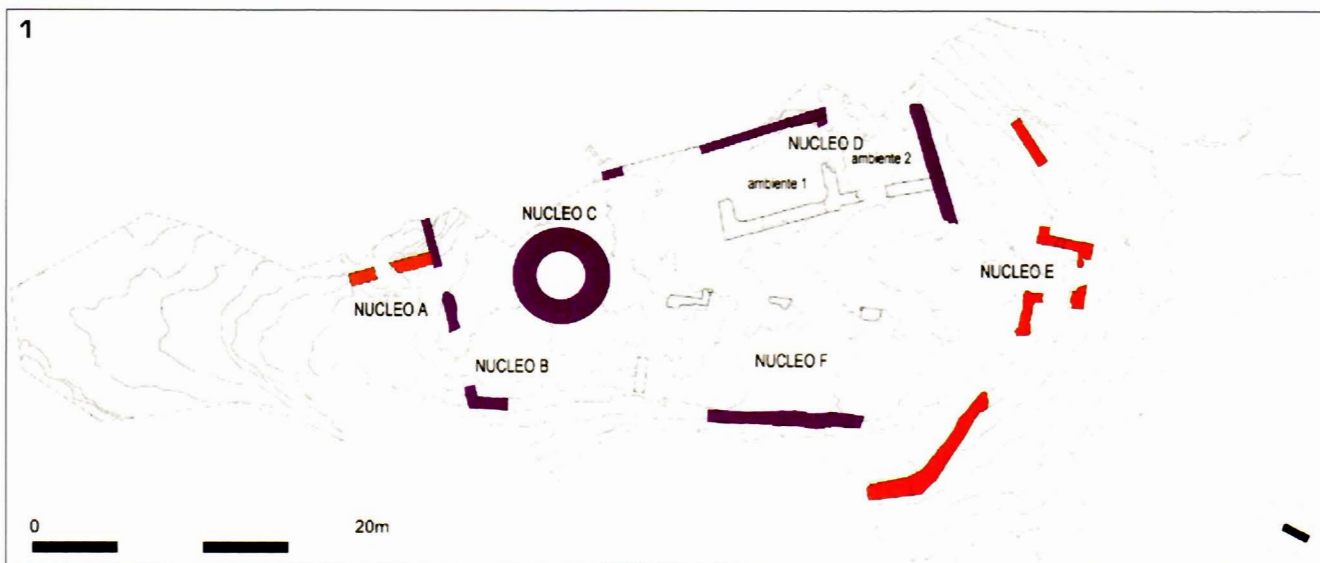 1
NUCLEO D
ambiente 2
ambiente 1
NUCLEO C
NUCLEO E
NUCLEO A
NUCLEO B
NUCLEO F
0 20m